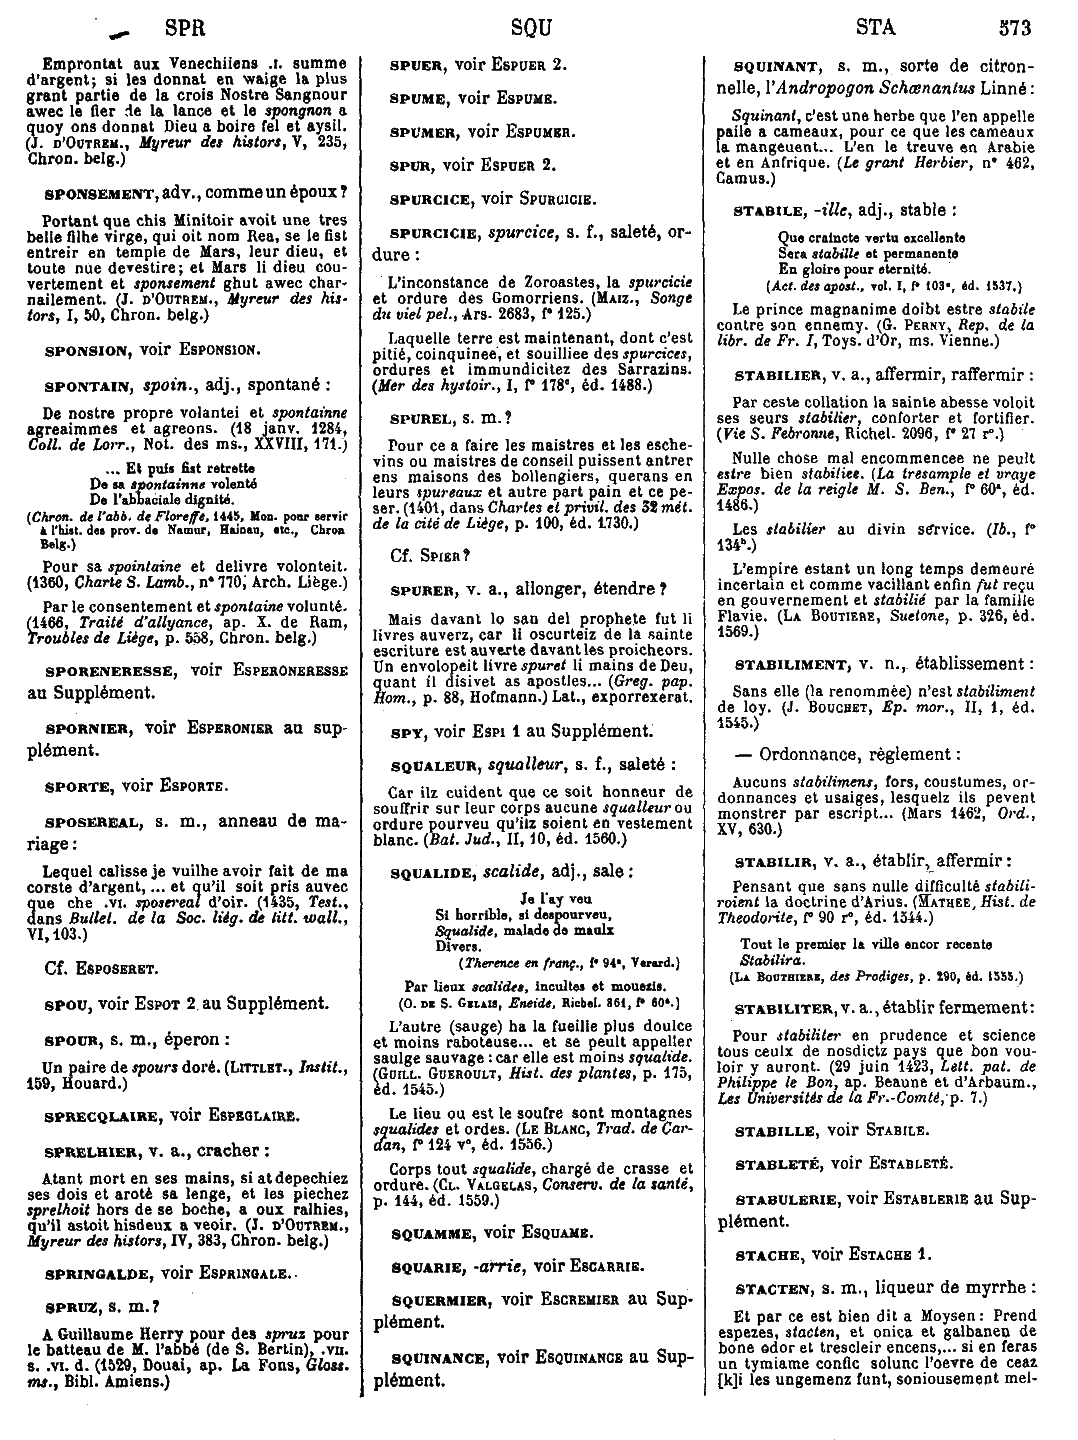 SPR SQU STA 573
Emprontat aux Venechiiens .I. summe
d'argent; si les donnat en waige la plus
grant partie de la crois Nostre Sangnour
awec le fier de la lance et le spongnon a
quoy ons donnat Dieu a boire fel et aysil.
(J. D'OUTREM., Myreur des histors, V, 235,
Chron. belg.)
SPONSEMENT, adv., comme un époux?
Portant que chis Minitoir avoit une tres
belle filhe virge, qui oit nom Rea, se le fist
entreir en temple de Mars, leur dieu, et
toute nue devestire; et Mars li dieu cou-
vertement et sponsement ghut awec char-
nailement. (J. D'OUTREM., Myreur des his-
tors, I, 50, Chron. belg.)
SPONSION, voir ESPONSION.
SPONTAIN, spoin., adj., spontané :
De nostre propre volantei et spontainne
agreaimmes et agreons. (18 janv. 1284,
Coll. de Lorr., Not. des ms., XXVIII, 171.)
... Et puis fist retrette
De sa spontainne volenté
De l'abbaciale dignité.
(Chron. de l'abb. de Floreffe, 1445, Mon. pour servir
à l'hist. des prov. de Namur, Hainau, etc., Chron
Belg.)
Pour sa spointaine et delivre volonteit.
(1360, Charte S. Lamb., n° 770, Arch. Liège.)
Par le consentement et spontaine volunté.
(1466, Traité d'allyance, ap. X. de Ram,
Troubles de Liège, p. 558, Chron. belg.)
SPORENERESSE, voir ESPERONERESSE
au Supplément.
SPORNIER, voir ESPERONIER au sup-
plément.
SPORTE, voir ESPORTE.
SPOSEREAL, s. m., anneau de ma-
riage :
Lequel calisse je vuilhe avoir fait de ma
corste d'argent, ... et qu'il soit pris auvec
que che .VI. sposereal d'oir. (1435, Test.,
dans Bullet. de la Soc. liég. de litt. wall.,
VI, 103.)
Cf. ESPOSERET.
SPOU, voir ESPOT 2 au Supplément.
SPOUR, s. m., éperon :
Un paire de spours doré. (LITTLET., Instit.,
159, Houard.)
SPRECQLAIRE, voir ESPEGLAIRE.
SPRELHIER, v. a., cracher :
Atant mort en ses mains, si at depechiez
ses dois et aroté sa lenge, et les piechez
sprelhoit hors de se boche, a oux ralhies,
qu'il astoit hisdeux a veoir. (J. D'OUTREM.,
Myreur des histors, IV, 383, Chron. belg.)
SPRINGALDE, voir ESPRINGALE.
SPRUZ, s. m.?
A Guillaume Herry pour des spruz pour
le batteau de M. l'abbé (de S. Bertin), .VII.
s. .VI. d. (1529, Douai, ap. La Fons, Gloss.
ms., Bibl. Amiens.)
SPUER, voir ESPUER 2.
SPUME, voir ESPUME.
SPUMER, voir ESPUMER.
SPUR, voir ESPUER 2.
SPURCICE, voir SPURCICIE.
SPURCICIE, spurcice, s. f., saleté, or-
dure :
L'inconstance de Zoroastes, la spurcicie
et ordure des Gomorriens. (MAIZ., Songe
du viel pel., Ars. 2683, f° 125.)
Laquelle terre est maintenant, dont c'est
pitié, coinquinee, et souilliee des spurcices,
ordures et immundicitez des Sarrazins.
(Mer des hystoir., I, f° 178ᵉ, éd. 1488.)
SPUREL, s. m.?
Pour ce a faire les maistres et les esche-
vins ou maistres de conseil puissent antrer
ens maisons des bollengiers, querans en
leurs spureaux et autre part pain et ce pe-
ser. (1401, dans Chartes et privil. des 32 mét.
de la cité de Liège, p. 100, éd. 1730.)
Cf. SPIER?
SPURER, v. a., allonger, étendre ?
Mais davant lo san del prophete fut li
livres auverz, car li oscurteiz de la sainte
escriture est auverte davant les proicheors.
Un envolopeit livre spuret li mains de Deu,
quant il disivet as apostles... (Greg. pap.
Hom., p. 88, Hofmann.) Lat., exporrexerat.
SPY, voir ESPI 1 au Supplément.
SQUALEUR, squalleur, s. f., saleté :
Car ilz cuident que ce soit honneur de
souffrir sur leur corps aucune squalleur ou
ordure pourveu qu'ilz soient en vestement
blanc. (Bat. Jud., II, 10, éd. 1560.)
SQUALIDE, scalide, adj., sale :
Je l'ay veu
Si horrible, si despourveu,
Squalide, malade de maulx
Divers.
(Therence en franç., f° 94ᵃ, Verard.)
Par lieux scalides, incultes et mouezis.
(O. DE S. GELAIS, Eneide, Richel. 861, f° 60ᵃ.)
L'autre (sauge) ha la fueille plus doulce
et moins raboteuse... et se peult appeller
saulge sauvage : car elle est moins squalide.
(GUILL. GUEROULT, Hist. des plantes, p. 175,
éd. 1545.)
Le lieu ou est le soufre sont montagnes
squalides et ordes. (LE BLANC, Trad. de Car-
dan, f° 124 v°, éd. 1556.)
Corps tout squalide, chargé de crasse et
ordure. (CL. VALGELAS, Conserv. de la santé,
p. 144, éd. 1559.)
SQUAMME, voir ESQUAME.
SQUARIE, -arrie, voir ESCARRIE.
SQUERMIER, voir ESCREMIER au Sup-
plément.
SQUINANCE, voir ESQUINANCE au Sup-
plément.
SQUINANT, s. m., sorte de citron-
nelle, l'Andropogon Schœnantus Linné :
Squinant, c'est une herbe que l'en appelle
paile a cameaux, pour ce que les cameaux
la mangeuent... L'en le treuve en Arabie
et en Anfrique. (Le grant Herbier, n° 462,
Camus.)
STABILE, -ille, adj., stable :
Que craincte vertu excellente
Sera stabille et permanente
En gloire pour eternité.
(Act. des apost., vol. I, f° 103ᵃ, éd. 1537.)
Le prince magnanime doibt estre stabile
contre son ennemy. (G. PERNY, Rep. de la
libr. de Fr. I, Toys. d'Or, ms. Vienne.)
STABILIER, v. a., affermir, raffermir :
Par ceste collation la sainte abesse voloit
ses seurs stabilier, conforter et fortifier.
(Vie S. Febronne, Richel. 2096, f° 27 r°.)
Nulle chose mal encommencee ne peult
estre bien stabiliee. (La tresample et vraye
Expos. de la reigle M. S. Ben., f° 60ᵃ, éd.
1486.)
Les stabilier au divin service. (Ib., f°
134ᵇ.)
L'empire estant un long temps demeuré
incertain et comme vacillant enfin fut reçu
en gouvernement et stabilié par la famille
Flavie. (LA BOUTIERE, Suetone, p. 326, éd.
1569.)
STABILIMENT, v. n., établissement :
Sans elle (la renommée) n'est stabiliment
de loy. (J. BOUCHET, Ep. mor., II, 1, éd.
1545.)
— Ordonnance, règlement :
Aucuns stabilimens, fors, coustumes, or-
donnances et usaiges, lesquelz ils pevent
monstrer par escript... (Mars 1462, Ord.,
XV, 630.)
STABILIR, v. a., établir, affermir :
Pensant que sans nulle difficulté stabili-
roient la doctrine d'Arius. (MATHEE, Hist. de
Theodorite, f° 90 r°, éd. 1544.)
Tout le premier la ville encor recente
Stabilira.
(LA BOUTHIERE, des Prodiges, p. 290, éd. 1555.)
STABILITER, v. a., établir fermement :
Pour stabiliter en prudence et science
tous ceulx de nosdictz pays que bon vou-
loir y auront. (29 juin 1423, Lett. pat. de
Philippe le Bon, ap. Beaune et d'Arbaum.,
Les Universités de la Fr.-Comté, p. 7.)
STABILLE, voir STABILE.
STABLETÉ, voir ESTABLETÉ.
STABULERIE, voir ESTABLERIE au Sup-
plément.
STACHE, voir ESTACHE 1.
STACTEN, s. m., liqueur de myrrhe :
Et par ce est bien dit a Moysen : Prend
espezes, stacten, et onica et galbanen de
bone odor et trescleir encens,... si en feras
un tymiame confic solunc l'oevre de ceaz
[k]i les ungemenz funt, soniousement mel-